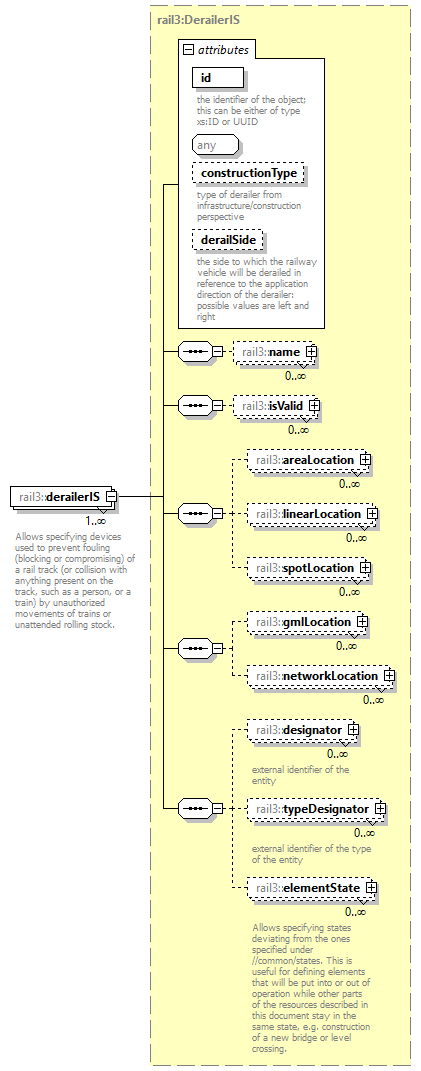 rail3:DerailerIS
attributes
id
the identifier of the object;
this can be either of type
xs:ID or UUID
any
constructionType
type of derailer from
infrastructure/construction
perspective
derailSide
the side to which the railway
vehicle will be derailed in
reference to the application
direction of the derailer:
possible values are left and
right
rail3::name
0..∞
rail3::isValid
0..∞
rail3::areaLocation
0..∞
rail3::linearLocation
0..∞
rail3::spotLocation
0..∞
rail3::derailerIS
1..∞
Allows specifying devices
used to prevent fouling
(blocking or compromising) of
a rail track (or collision with
anything present on the
track, such as a person, or a
train) by unauthorized
movements of trains or
unattended rolling stock.
rail3::gmlLocation
0..∞
rail3::networkLocation
0..∞
rail3::designator
0..∞
external identifier of the
entity
rail3::typeDesignator
0..∞
external identifier of the type
of the entity
rail3::elementState
0..∞
Allows specifying states
deviating from the ones
specified under
//common/states. This is
useful for defining elements
that will be put into or out of
operation while other parts
of the resources described in
this document stay in the
same state, e.g. construction
of a new bridge or level
crossing.